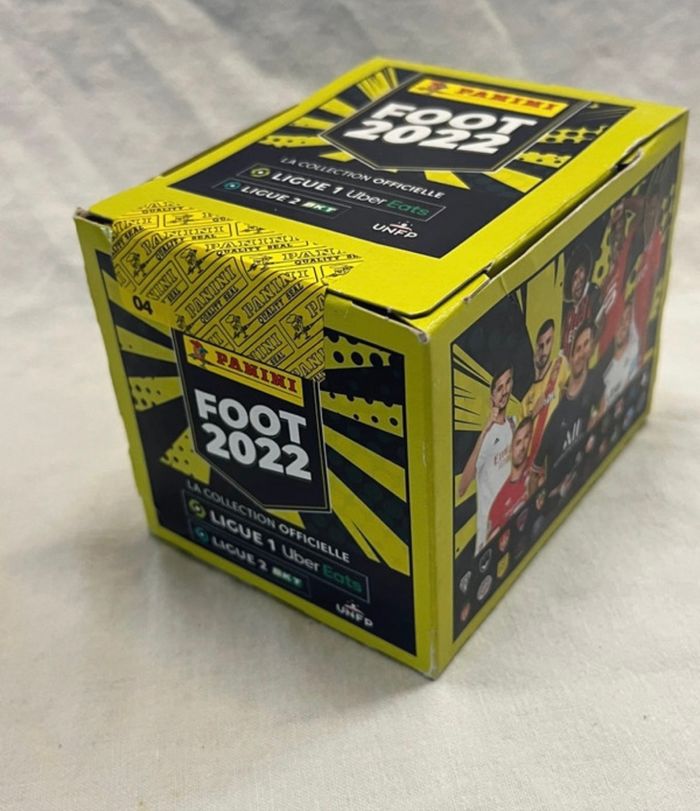 PANINI
FOOT
2022
LA COLLECTION OFFICIELLE
LIGUE 1 Uber Eats
LIGUE 2 BKT
UNFP
PANINI
QUALITY SEAL
04
PANINI
FOOT
2022
LA COLLECTION OFFICIELLE
LIGUE 1 Uber Eats
LIGUE 2 BKT
UNFP